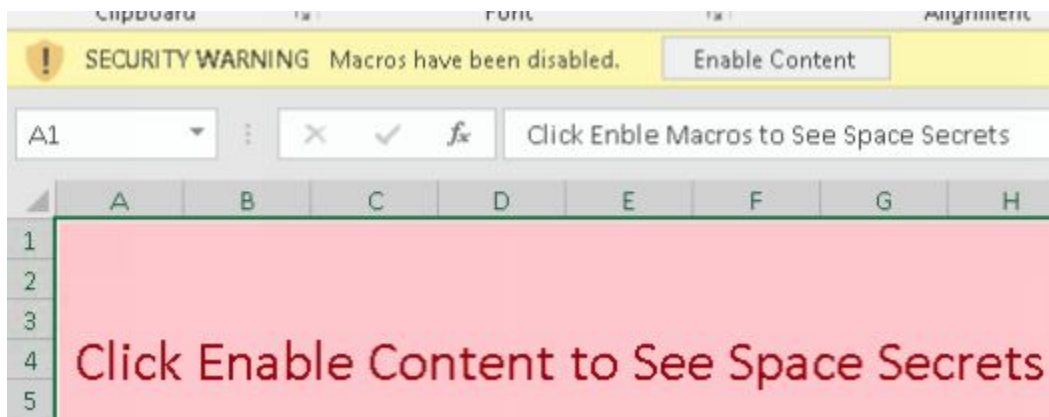 Clipboard Font Alignment
SECURITY WARNING Macros have been disabled. Enable Content
A1 fx Click Enble Macros to See Space Secrets
A B C D E F G H
1
2
3
4 Click Enable Content to See Space Secrets
5